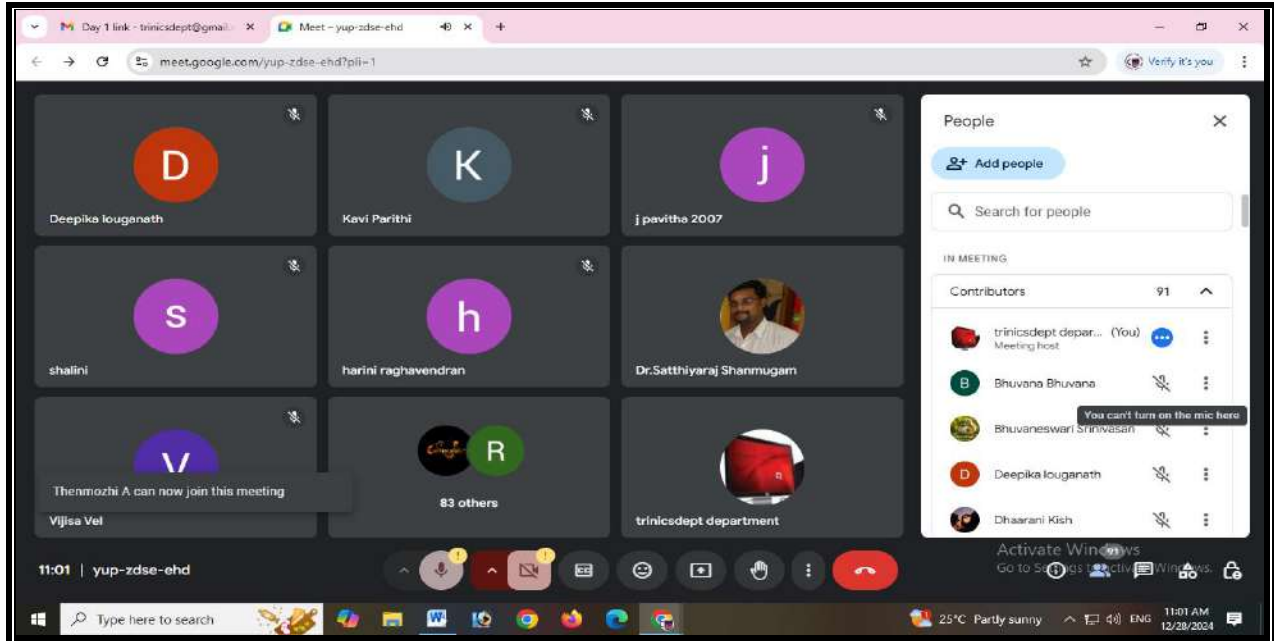 Day 1 link - trinicsdept@gmail.
Meet - yup-zdse-ehd
meet.google.com/yup-zdse-ehd?pli=1
Verify it's you
D
Deepika louganath
K
Kavi Parithi
j
j pavitha 2007
s
shalini
h
harini raghavendran
Dr.Satthiyaraj Shanmugam
V
Thenmozhi A can now join this meeting
Vijisa Vel
R
83 others
trinicsdept department
People
Add people
Search for people
IN MEETING
Contributors 91
trinicsdept depar... (You)
Meeting host
B Bhuvana Bhuvana
You can't turn on the mic here
Bhuvaneswari Srinivasan
D Deepika louganath
Dhaarani Kish
Activate Windows
Go to Settings to activate Windows.
91
11:01 | yup-zdse-ehd
Type here to search
25°C Partly sunny
ENG
11:01 AM
12/28/2024